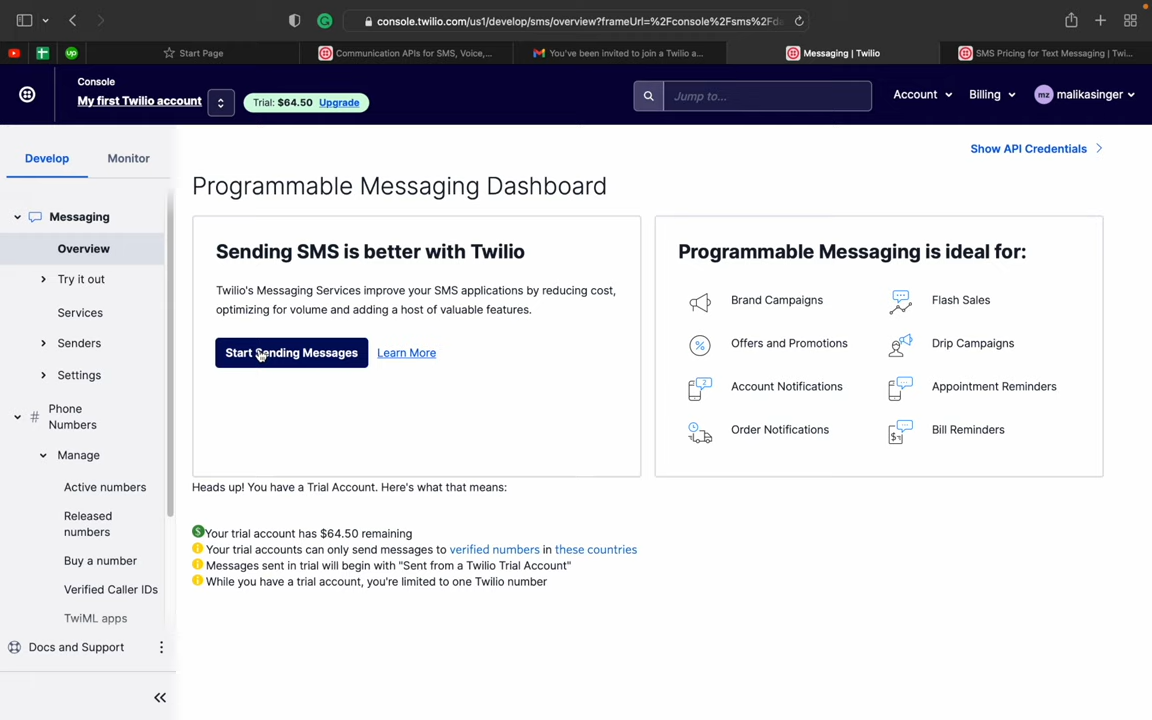 console.twilio.com/us1/develop/sms/overview?frameUrl=%2Fconsole%2Fsms%2Fda
Start Page
Communication APIs for SMS, Voice,...
You've been invited to join a Twilio a...
Messaging | Twilio
SMS Pricing for Text Messaging | Twi...
Console
My first Twilio account
Trial: $64.50 Upgrade
Jump to...
Account
Billing
mz malikasinger
Develop
Monitor
Show API Credentials
Programmable Messaging Dashboard
Messaging
Overview
Try it out
Services
Senders
Settings
# Phone
Numbers
Manage
Active numbers
Released
numbers
Buy a number
Verified Caller IDs
TwiML apps
Docs and Support
Sending SMS is better with Twilio
Twilio's Messaging Services improve your SMS applications by reducing cost,
optimizing for volume and adding a host of valuable features.
Start Sending Messages
Learn More
Programmable Messaging is ideal for:
Brand Campaigns
Flash Sales
Offers and Promotions
Drip Campaigns
Account Notifications
Appointment Reminders
Order Notifications
Bill Reminders
Heads up! You have a Trial Account. Here's what that means:
Your trial account has $64.50 remaining
Your trial accounts can only send messages to verified numbers in these countries
Messages sent in trial will begin with "Sent from a Twilio Trial Account"
While you have a trial account, you're limited to one Twilio number